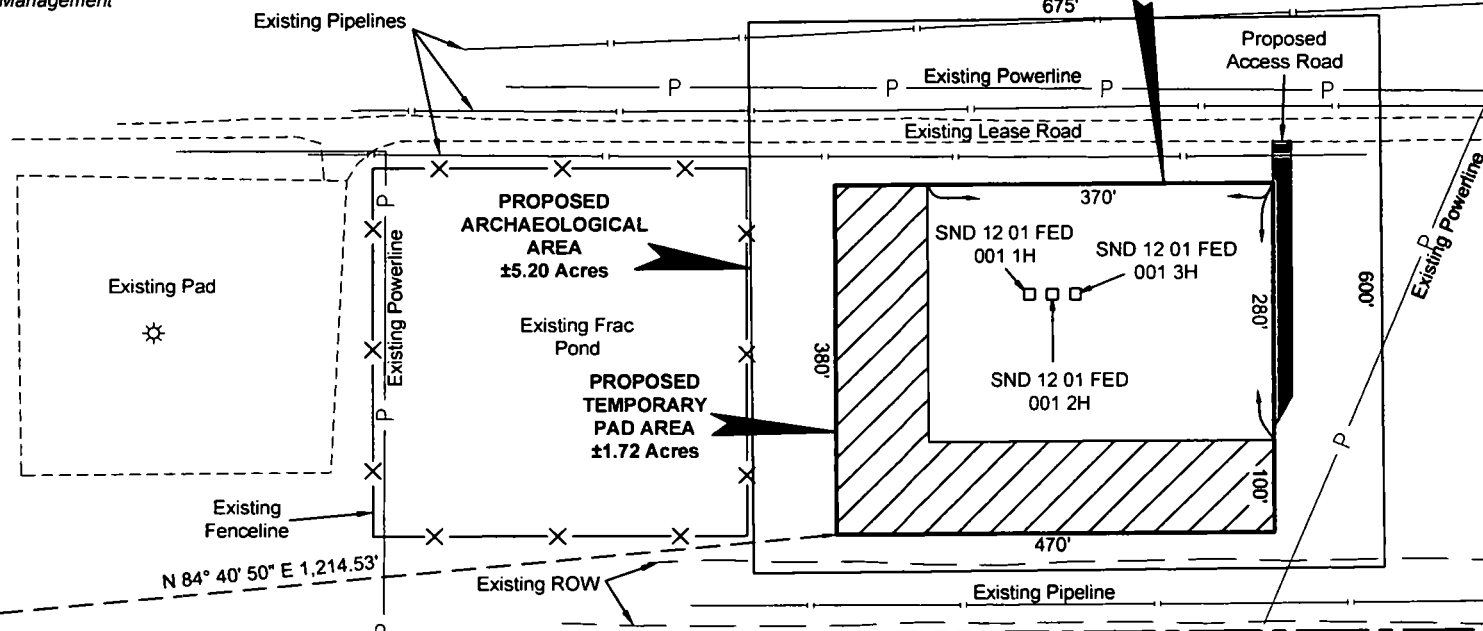 Management
675'
Existing Pipelines
Proposed
Access Road
P
P
Existing Powerline
P
P
Existing Lease Road
Existing Powerline
P
P
Existing Powerline
P
P
PROPOSED
ARCHAEOLOGICAL
AREA
±5.20 Acres
370'
SND 12 01 FED
001 1H
SND 12 01 FED
001 3H
Existing Pad
Existing Frac
Pond
280'
600'
380'
SND 12 01 FED
001 2H
PROPOSED
TEMPORARY
PAD AREA
±1.72 Acres
100'
Existing
Fenceline
470'
N 84° 40' 50" E 1,214.53'
Existing ROW
Existing Pipeline